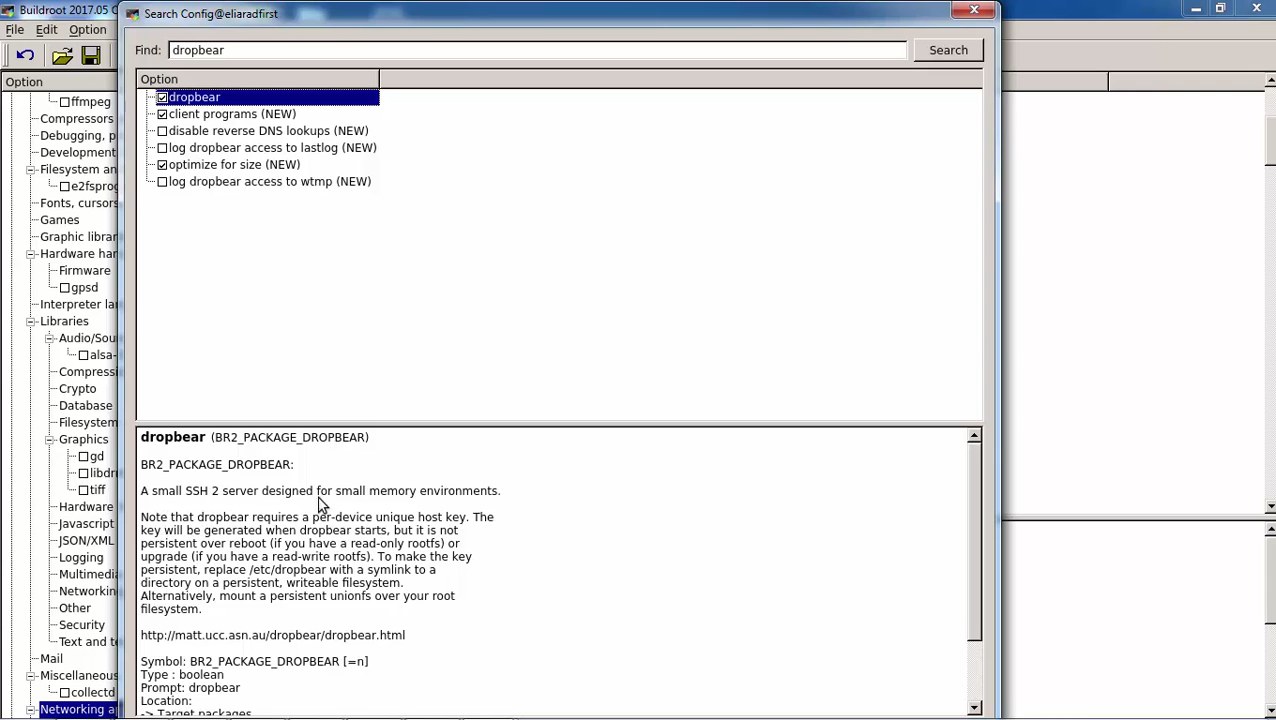 Buildroot 2017.05 C
Search Config@eliaradfirst
File Edit Option
Find: dropbear Search
Option
Option
dropbear
client programs (NEW)
disable reverse DNS lookups (NEW)
log dropbear access to lastlog (NEW)
optimize for size (NEW)
log dropbear access to wtmp (NEW)
ffmpeg
Compressors
Debugging, p
Development
Filesystem an
e2fsprog
Fonts, cursors
Games
Graphic librar
Hardware har
Firmware
gpsd
Interpreter la
Libraries
Audio/Sou
alsa-
Compressi
Crypto
Database
Filesystem
Graphics
gd
libdr
tiff
Hardware
Javascript
JSON/XML
Logging
Multimed
Networkin
Other
Security
Text and te
Mail
Miscellaneous
collectd
Networking a
dropbear (BR2_PACKAGE_DROPBEAR)
BR2_PACKAGE_DROPBEAR:
A small SSH 2 server designed for small memory environments.
Note that dropbear requires a per-device unique host key. The
key will be generated when dropbear starts, but it is not
persistent over reboot (if you have a read-only rootfs) or
upgrade (if you have a read-write rootfs). To make the key
persistent, replace /etc/dropbear with a symlink to a
directory on a persistent, writeable filesystem.
Alternatively, mount a persistent unionfs over your root
filesystem.
http://matt.ucc.asn.au/dropbear/dropbear.html
Symbol: BR2_PACKAGE_DROPBEAR [=n]
Type : boolean
Prompt: dropbear
Location:
-> Target packages